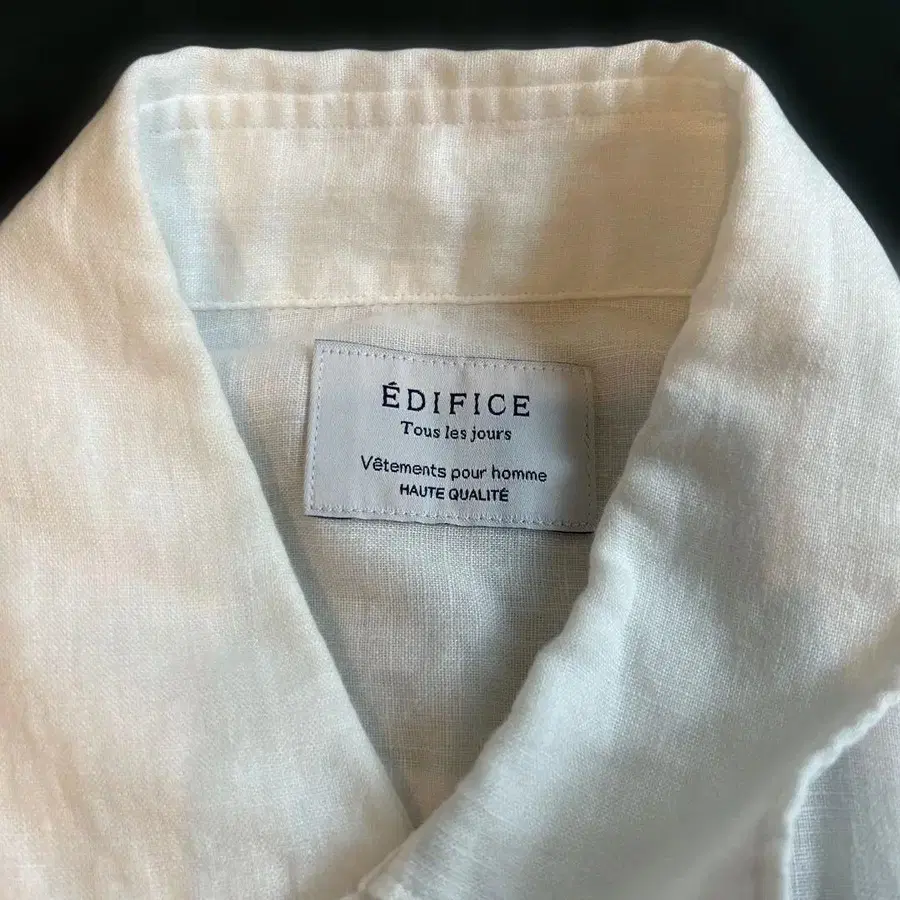 ÉDIFICE
Tous les jours
Vêtements pour homme
HAUTE QUALITÉ